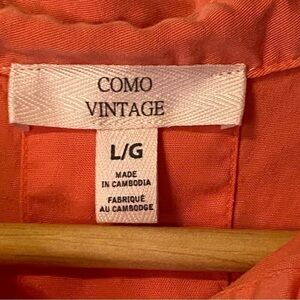 COMO
VINTAGE
L/G
MADE
IN CAMBODIA
FABRIQUÉ
AU CAMBODGE